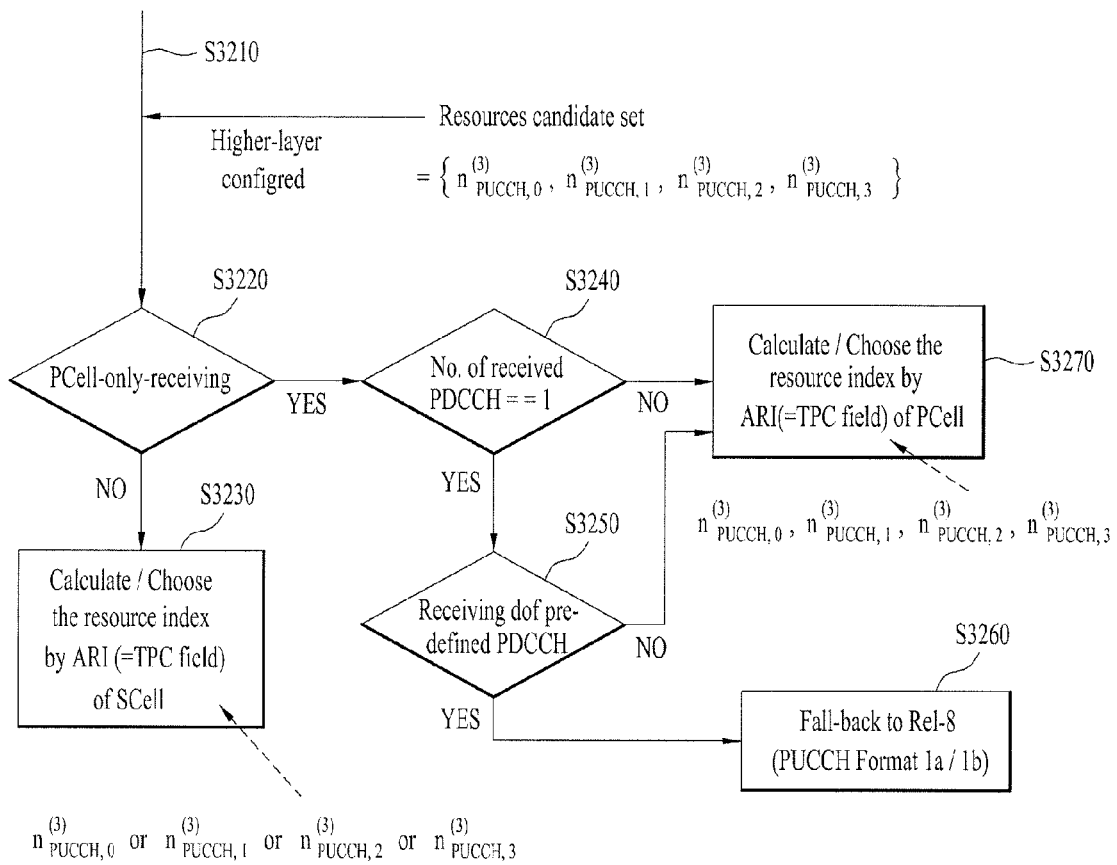 S3210
Resources candidate set
Higher-layer
configred
= { n^{(3)}_{PUCCH, 0} , n^{(3)}_{PUCCH, 1} , n^{(3)}_{PUCCH, 2} , n^{(3)}_{PUCCH, 3} }
S3220
PCell-only-receiving
YES
NO
S3240
No. of received
PDCCH = = 1
NO
YES
S3270
Calculate / Choose the
resource index by
ARI(=TPC field) of PCell
n^{(3)}_{PUCCH, 0} , n^{(3)}_{PUCCH, 1} , n^{(3)}_{PUCCH, 2} , n^{(3)}_{PUCCH, 3}
S3230
Calculate / Choose
the resource index
by ARI (=TPC field)
of SCell
n^{(3)}_{PUCCH, 0} or n^{(3)}_{PUCCH, 1} or n^{(3)}_{PUCCH, 2} or n^{(3)}_{PUCCH, 3}
S3250
Receiving dof pre-
defined PDCCH
NO
YES
S3260
Fall-back to Rel-8
(PUCCH Format 1a / 1b)